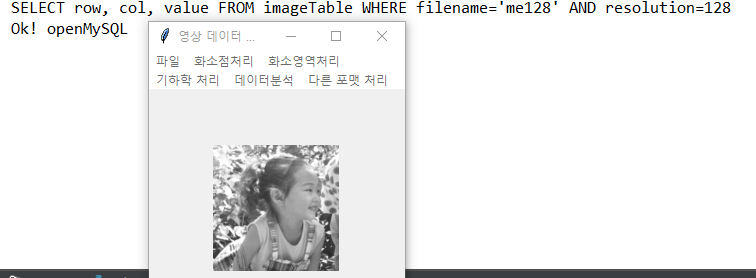 SELECT row, col, value FROM imageTable WHERE filename='me128' AND resolution=128
Ok! openMySQL
영상 데이터 ...
파일 화소점처리 화소영역처리
기하학 처리 데이터분석 다른 포맷 처리